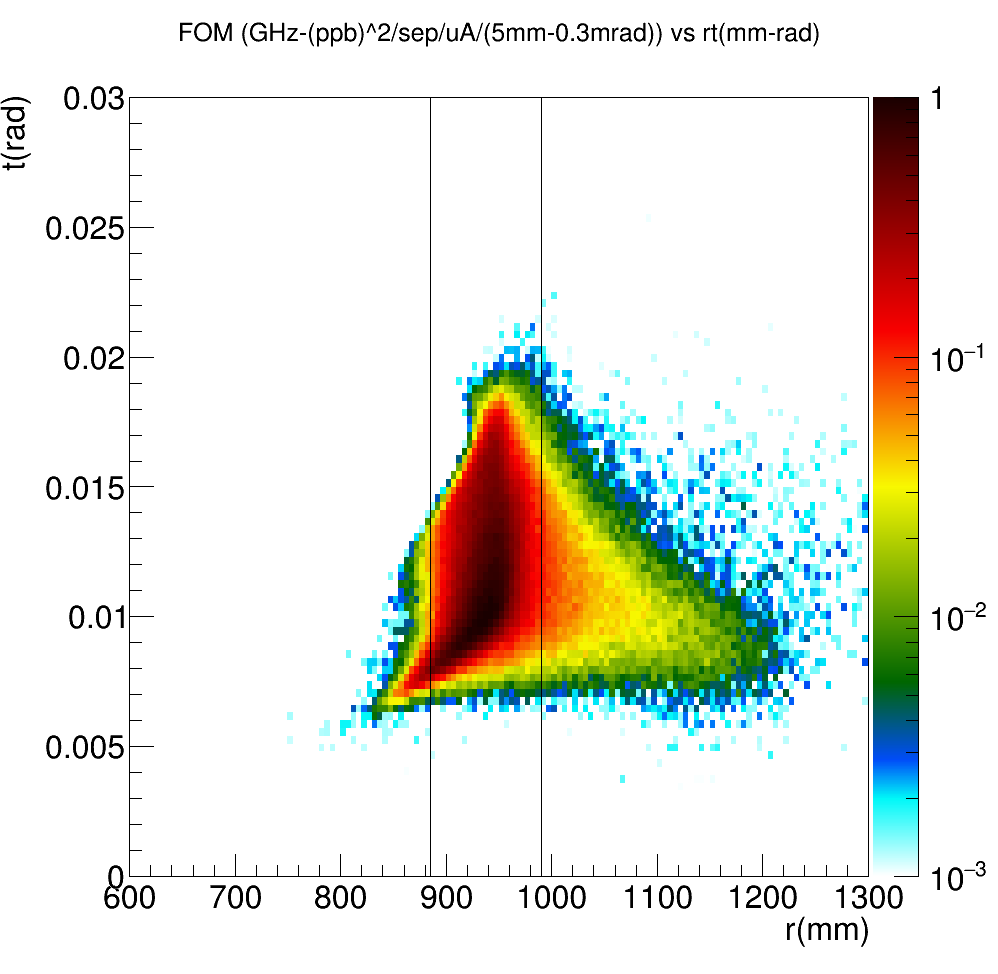 FOM (GHz-(ppb)^2/sep/uA/(5mm-0.3mrad)) vs rt(mm-rad)
t(rad)
0.03
0.025
0.02
0.015
0.01
0.005
0
600 700 800 900 1000 1100 1200 1300
r(mm)
1
10⁻¹
10⁻²
10⁻³